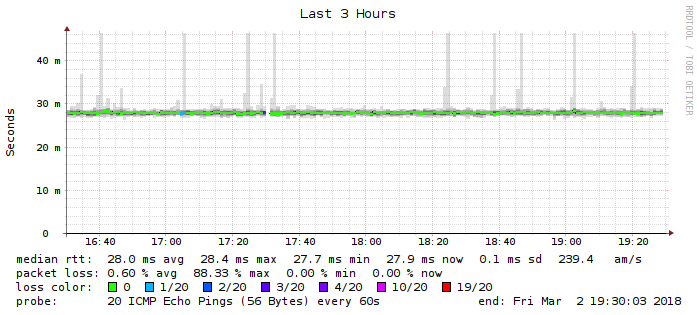 Last 3 Hours
RRDTOOL / TOBI OETIKER
Seconds
40 m
30 m
20 m
10 m
0
16:40 17:00 17:20 17:40 18:00 18:20 18:40 19:00 19:20
median rtt: 28.0 ms avg 28.4 ms max 27.7 ms min 27.9 ms now 0.1 ms sd 239.4 am/s
packet loss: 0.60 % avg 88.33 % max 0.00 % min 0.00 % now
loss color: 0 1/20 2/20 3/20 4/20 10/20 19/20
probe: 20 ICMP Echo Pings (56 Bytes) every 60s end: Fri Mar 2 19:30:03 2018